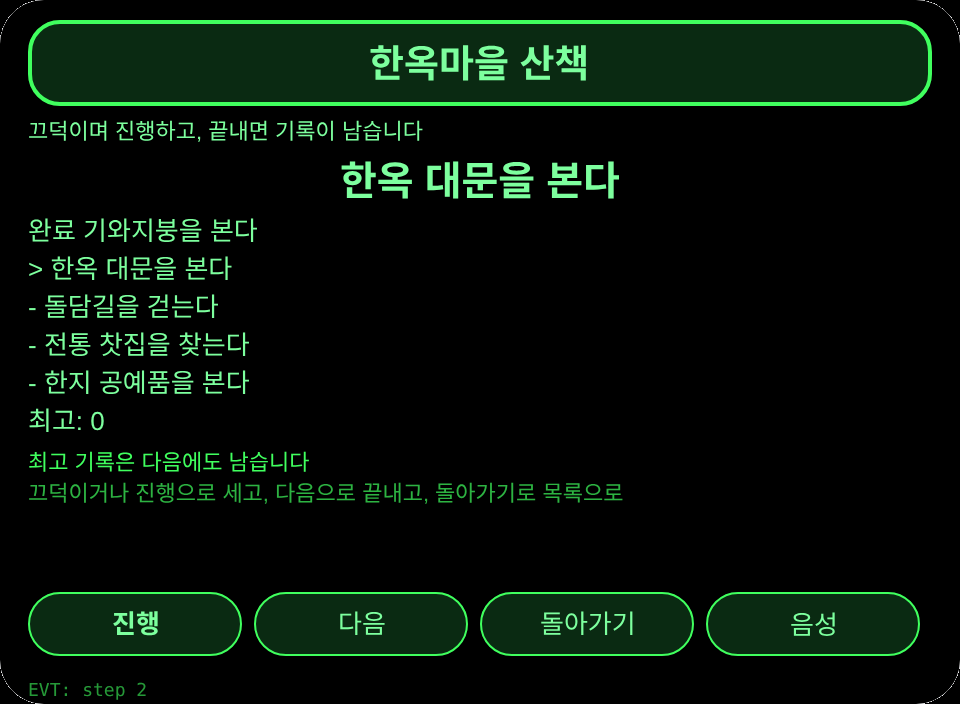 한옥마을 산책
끄덕이며 진행하고, 끝내면 기록이 남습니다
한옥 대문을 본다
완료 기와지붕을 본다
> 한옥 대문을 본다
- 돌담길을 걷는다
- 전통 찻집을 찾는다
- 한지 공예품을 본다
최고: 0
최고 기록은 다음에도 남습니다
끄덕이거나 진행으로 세고, 다음으로 끝내고, 돌아가기로 목록으로
진행 다음 돌아가기 음성
EVT: step 2